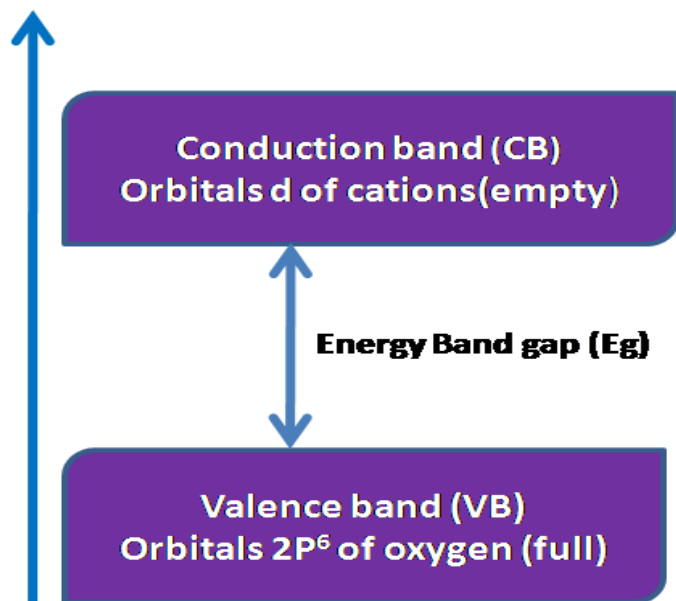 Conduction band (CB)
Orbitals d of cations(empty)
Energy Band gap (Eg)
Valence band (VB)
Orbitals 2P⁶ of oxygen (full)